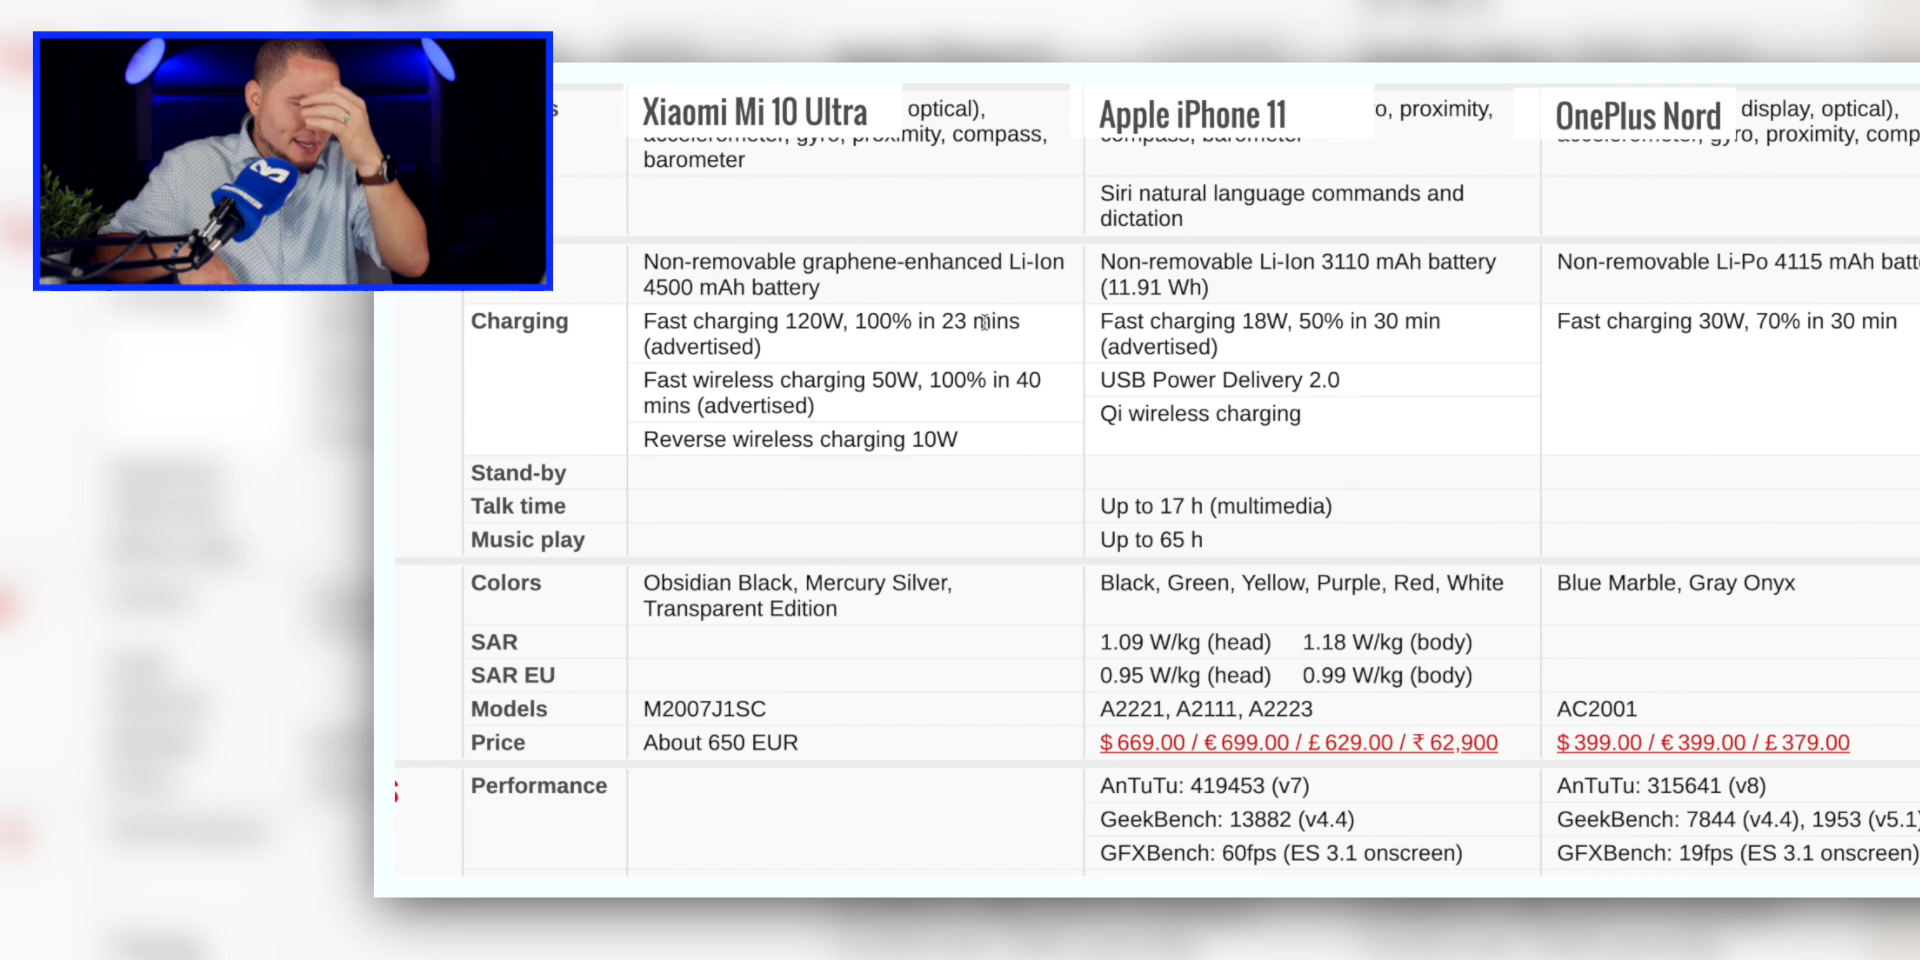 Xiaomi Mi 10 Ultra
optical),
accelerometer, gyro, proximity, compass,
barometer
Apple iPhone 11
ro, proximity,
compass, barometer
OnePlus Nord
display, optical),
accelerometer, gyro, proximity, comp
Siri natural language commands and
dictation
Non-removable graphene-enhanced Li-Ion
4500 mAh battery
Non-removable Li-Ion 3110 mAh battery
(11.91 Wh)
Non-removable Li-Po 4115 mAh batt
Charging
Fast charging 120W, 100% in 23 mins
(advertised)
Fast wireless charging 50W, 100% in 40
mins (advertised)
Reverse wireless charging 10W
Fast charging 18W, 50% in 30 min
(advertised)
USB Power Delivery 2.0
Qi wireless charging
Fast charging 30W, 70% in 30 min
Stand-by
Talk time
Up to 17 h (multimedia)
Music play
Up to 65 h
Colors
Obsidian Black, Mercury Silver,
Transparent Edition
Black, Green, Yellow, Purple, Red, White
Blue Marble, Gray Onyx
SAR
1.09 W/kg (head) 1.18 W/kg (body)
SAR EU
0.95 W/kg (head) 0.99 W/kg (body)
Models
M2007J1SC
A2221, A2111, A2223
AC2001
Price
About 650 EUR
$ 669.00 / € 699.00 / £ 629.00 / ₹ 62,900
$ 399.00 / € 399.00 / £ 379.00
Performance
AnTuTu: 419453 (v7)
GeekBench: 13882 (v4.4)
GFXBench: 60fps (ES 3.1 onscreen)
AnTuTu: 315641 (v8)
GeekBench: 7844 (v4.4), 1953 (v5.1)
GFXBench: 19fps (ES 3.1 onscreen)